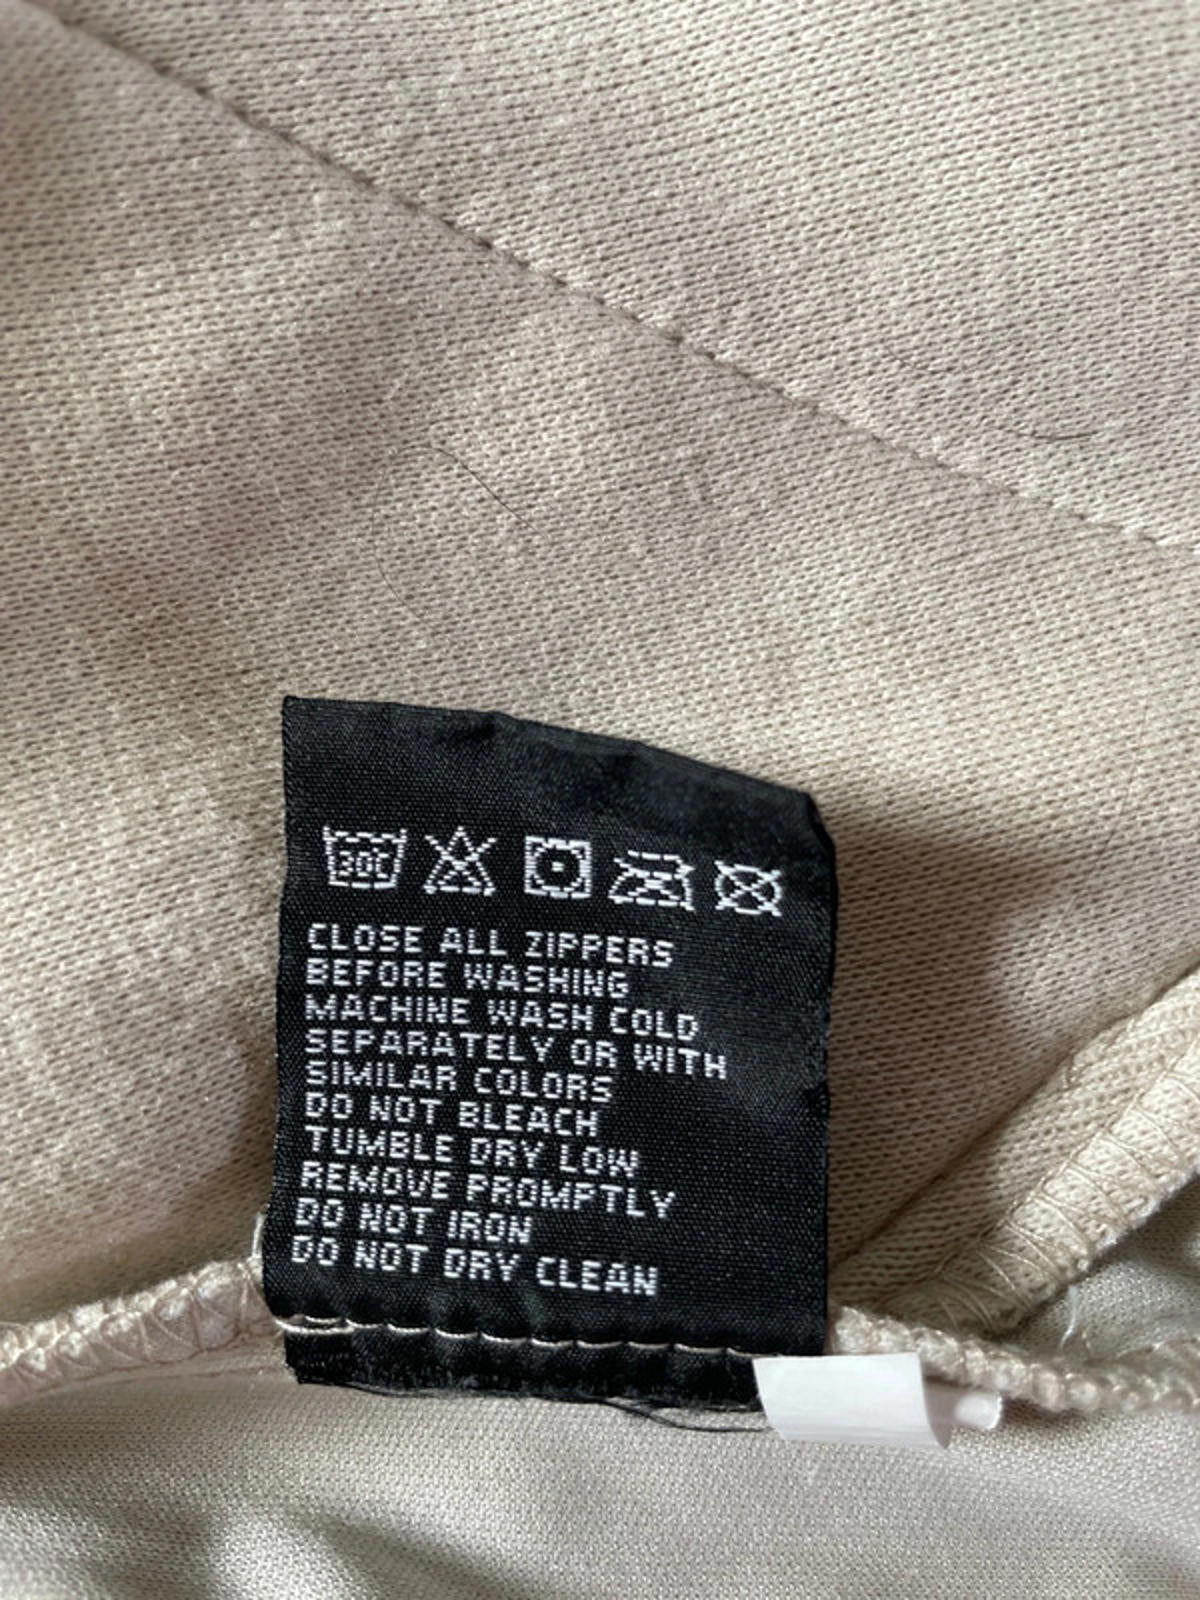 30C
CLOSE ALL ZIPPERS
BEFORE WASHING
MACHINE WASH COLD
SEPARATELY OR WITH
SIMILAR COLORS
DO NOT BLEACH
TUMBLE DRY LOW
REMOVE PROMPTLY
DO NOT IRON
DO NOT DRY CLEAN